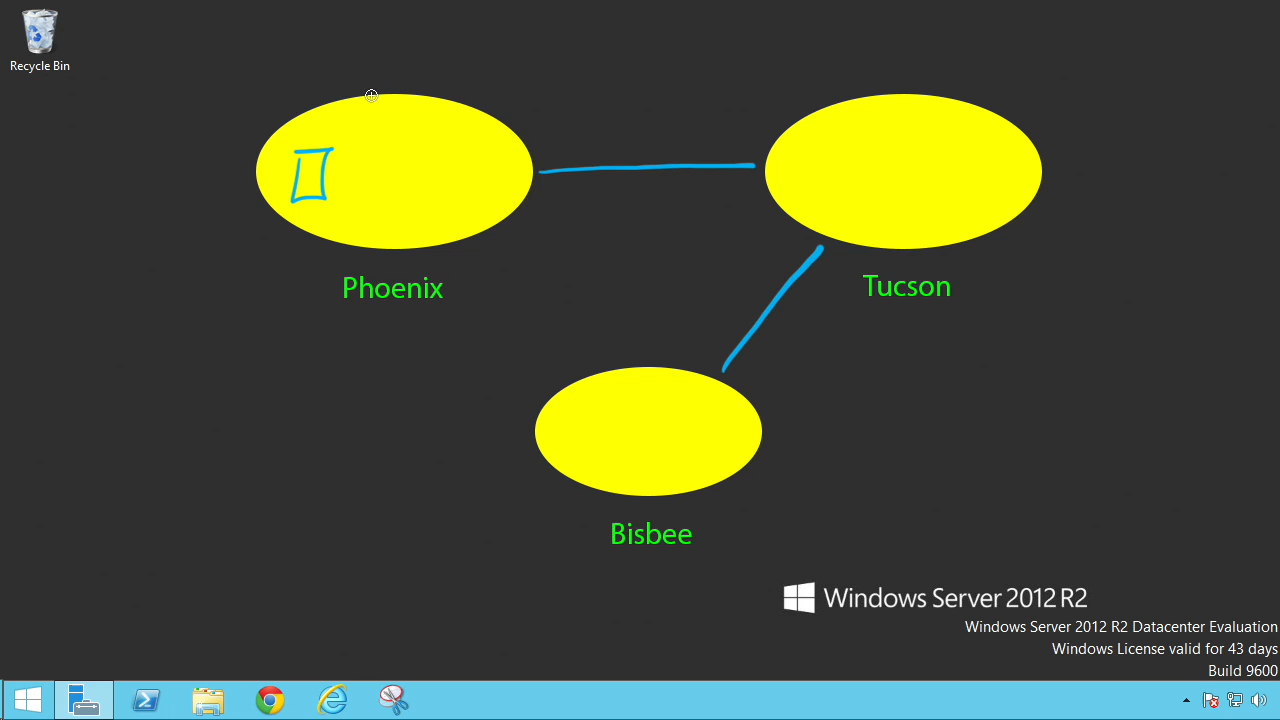 Recycle Bin
Phoenix
Tucson
Bisbee
Windows Server 2012 R2
Windows Server 2012 R2 Datacenter Evaluation
Windows License valid for 43 days
Build 9600